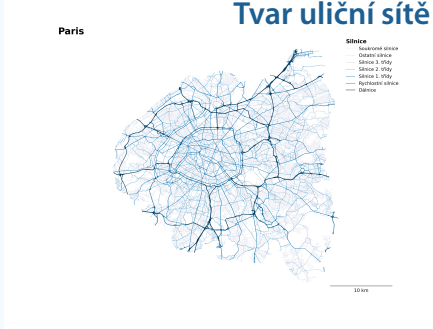 Tvar uliční sítě
Paris
Silnice
Soukromé silnice
Ostatní silnice
Silnice 3. třídy
Silnice 2. třídy
Silnice 1. třídy
Rychlostní silnice
Dálnice
10 km